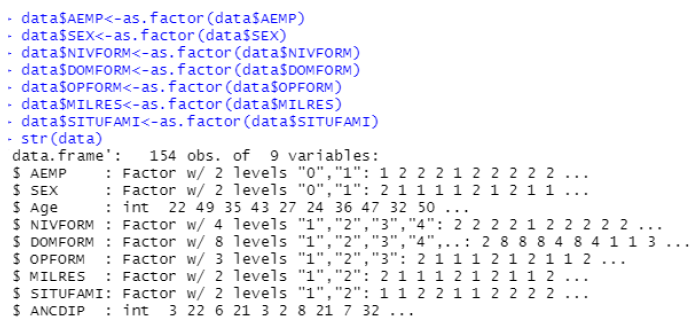 - data$AEMP<-as.factor(data$AEMP)
- data$SEX<-as.factor(data$SEX)
- data$NIVFORM<-as.factor(data$NIVFORM)
- data$DOMFORM<-as.factor(data$DOMFORM)
- data$OPFORM<-as.factor(data$OPFORM)
- data$MILRES<-as.factor(data$MILRES)
- data$SITUFAMI<-as.factor(data$SITUFAMI)
- str(data)
data.frame':   154 obs. of  9 variables:
$ AEMP    : Factor w/ 2 levels "0","1": 1 2 2 2 1 2 2 2 2 2 ...
$ SEX     : Factor w/ 2 levels "0","1": 2 1 1 1 1 2 1 2 1 1 ...
$ Age     : int  22 49 35 43 27 24 36 47 32 50 ...
$ NIVFORM : Factor w/ 4 levels "1","2","3","4": 2 2 2 2 1 2 2 2 2 2 ...
$ DOMFORM : Factor w/ 8 levels "1","2","3","4",..: 2 8 8 8 4 8 4 1 1 3 ...
$ OPFORM  : Factor w/ 3 levels "1","2","3": 2 1 1 1 2 1 2 1 1 2 ...
$ MILRES  : Factor w/ 2 levels "1","2": 2 1 1 1 2 1 2 1 1 2 ...
$ SITUFAMI: Factor w/ 2 levels "1","2": 1 1 2 2 1 1 2 2 2 2 ...
$ ANCDIP  : int  3 22 6 21 3 2 8 21 7 32 ...